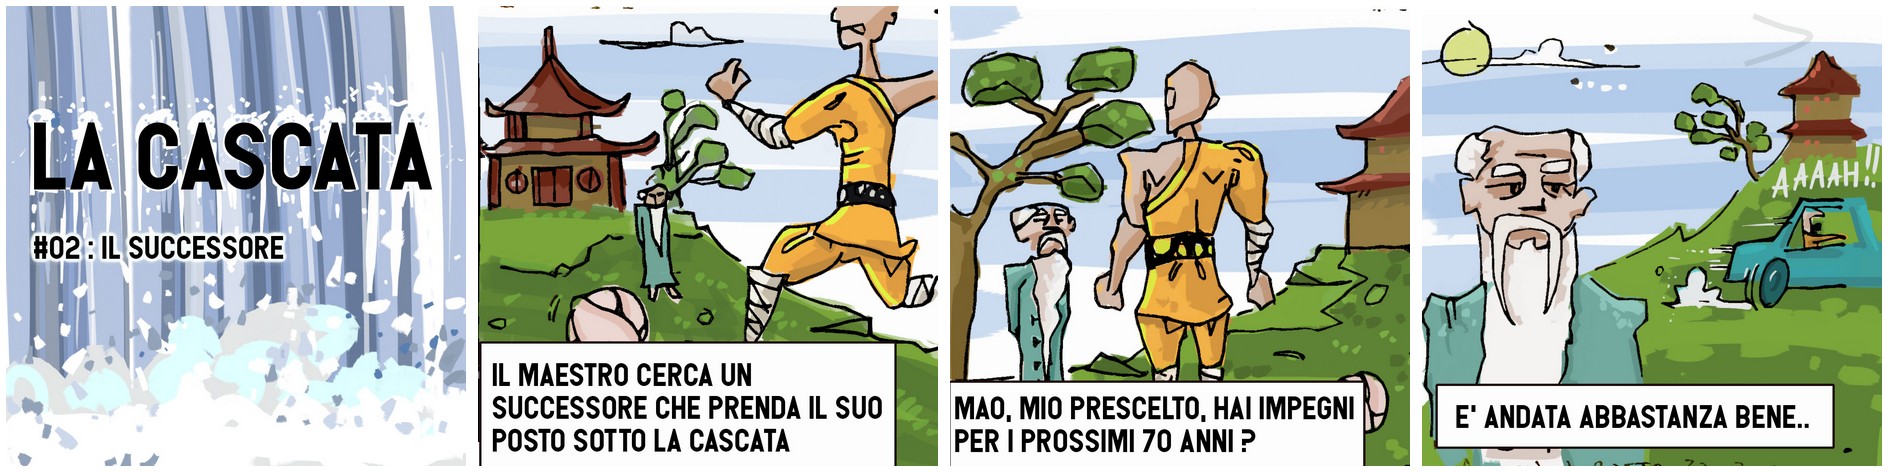 LA CASCATA
#02 : IL SUCCESSORE
IL MAESTRO CERCA UN
SUCCESSORE CHE PRENDA IL SUO
POSTO SOTTO LA CASCATA
MAO, MIO PRESCELTO, HAI IMPEGNI
PER I PROSSIMI 70 ANNI ?
AAAAH!!
E' ANDATA ABBASTANZA BENE..